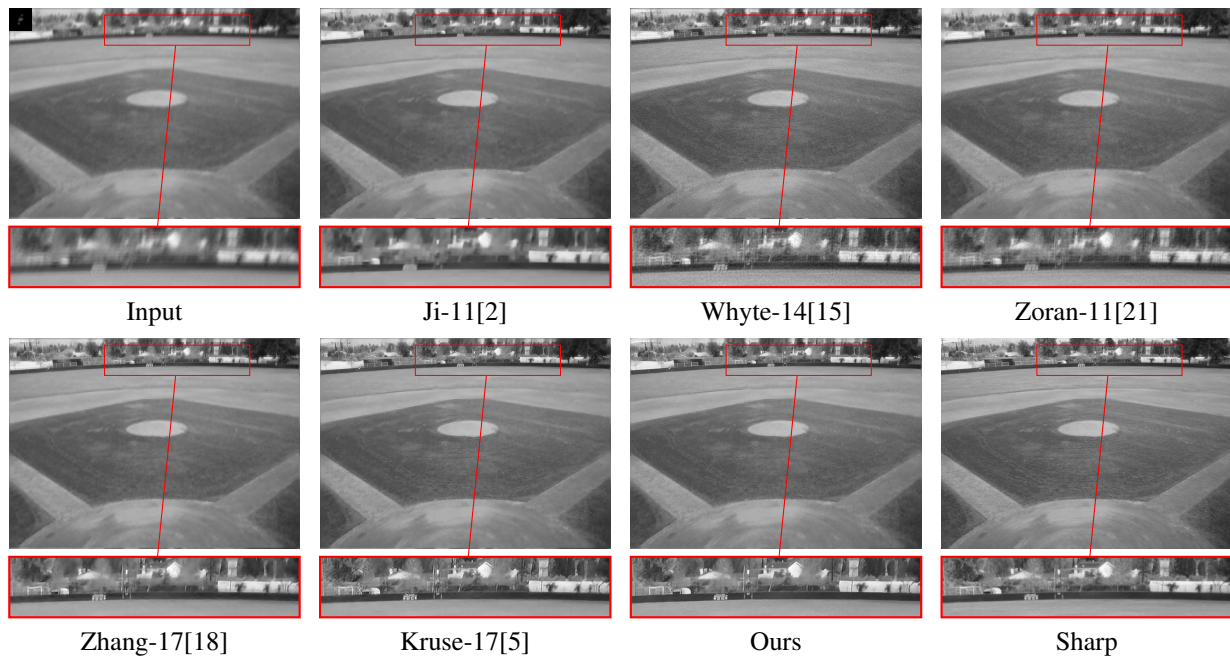 Input
Ji-11[2]
Whyte-14[15]
Zoran-11[21]
Zhang-17[18]
Kruse-17[5]
Ours
Sharp